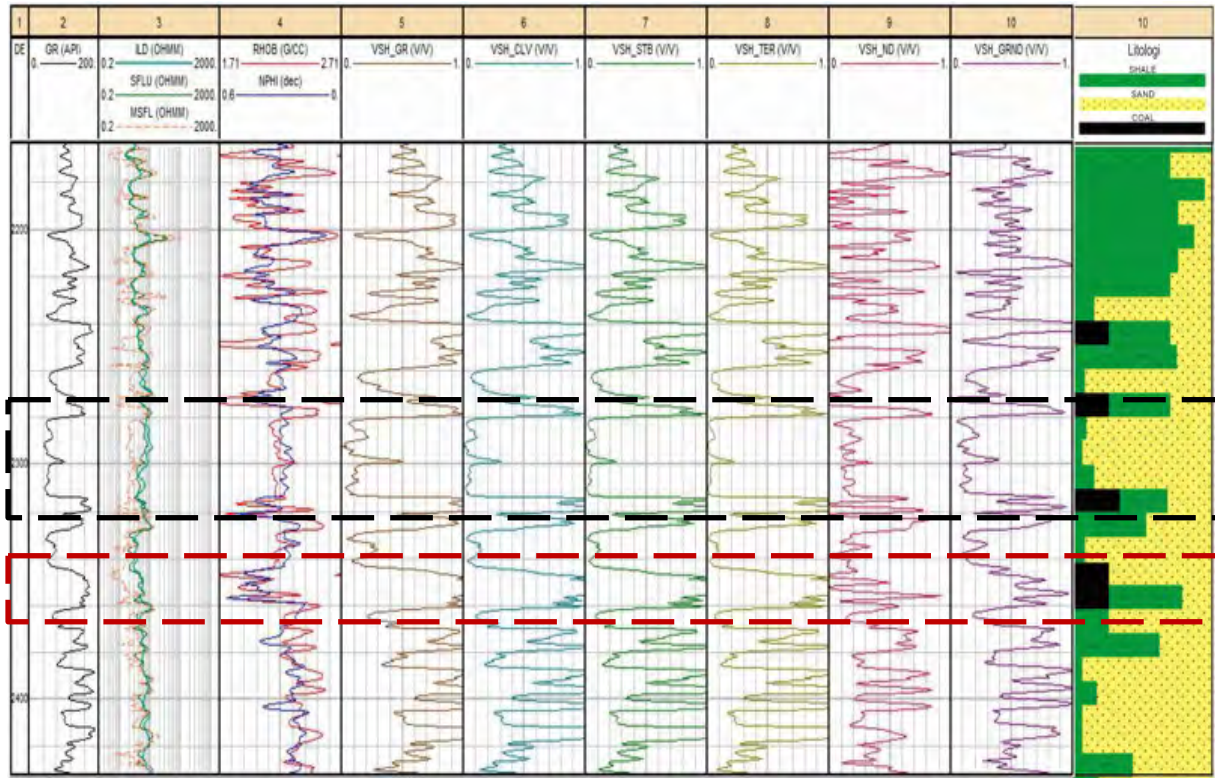 1 2 3 4 5 6 7 8 9 10 10
DE GR (API) ILD (OHMM) RHOB (G/CC) VSH_GR (V/V) VSH_CLV (V/V) VSH_STB (V/V) VSH_TER (V/V) VSH_ND (V/V) VSH_GRND (V/V) Litologi
0. 200. 0.2 2000. 1.71 2.71 0. 1. 0. 1. 0. 1. 0. 1. 0. 1. 0. 1. SHALE
SFLU (OHMM) NPHI (dec)
0.2 2000. 0.6 0. SAND
MSFL (OHMM) COAL
0.2 2000.
2300
2400